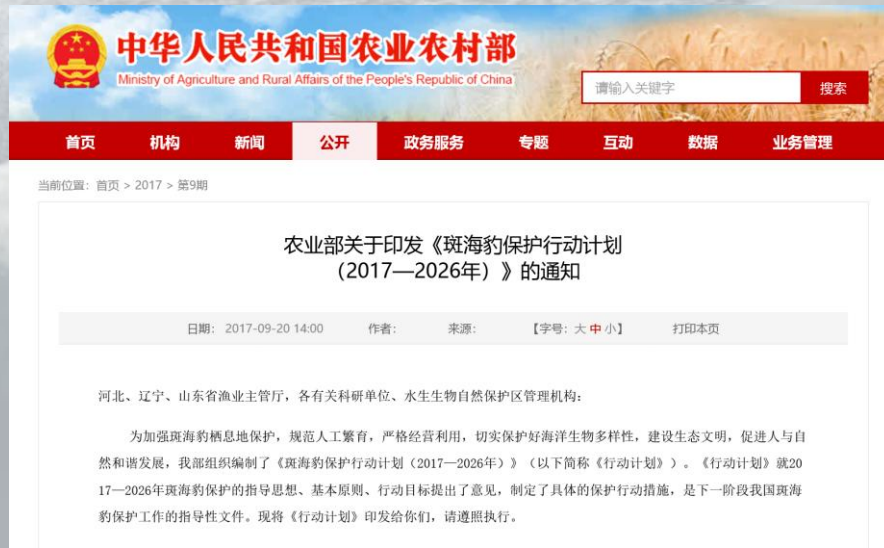 中华人民共和国农业农村部
Ministry of Agriculture and Rural Affairs of the People's Republic of China
请输入关键字 搜索
首页 机构 新闻 公开 政务服务 专题 互动 数据 业务管理
当前位置：首页 > 2017 > 第9期
农业部关于印发《斑海豹保护行动计划
（2017—2026年）》的通知
日期： 2017-09-20 14:00 作者： 来源： 【字号：大 中 小】 打印本页
河北、辽宁、山东省渔业主管厅，各有关科研单位、水生生物自然保护区管理机构：
为加强斑海豹栖息地保护，规范人工繁育，严格经营利用，切实保护好海洋生物多样性，建设生态文明，促进人与自
然和谐发展，我部组织编制了《斑海豹保护行动计划（2017—2026年）》（以下简称《行动计划》）。《行动计划》就20
17—2026年斑海豹保护的指导思想、基本原则、行动目标提出了意见，制定了具体的保护行动措施，是下一阶段我国斑海
豹保护工作的指导性文件。现将《行动计划》印发给你们，请遵照执行。